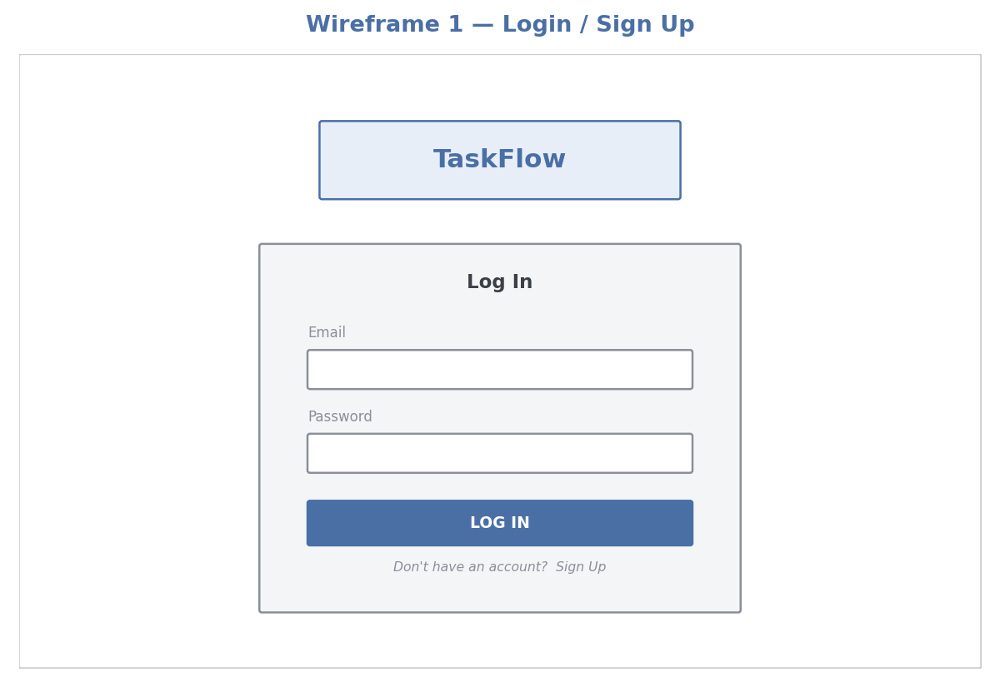 Wireframe 1 — Login / Sign Up
TaskFlow
Log In
Email
Password
LOG IN
Don't have an account?  Sign Up